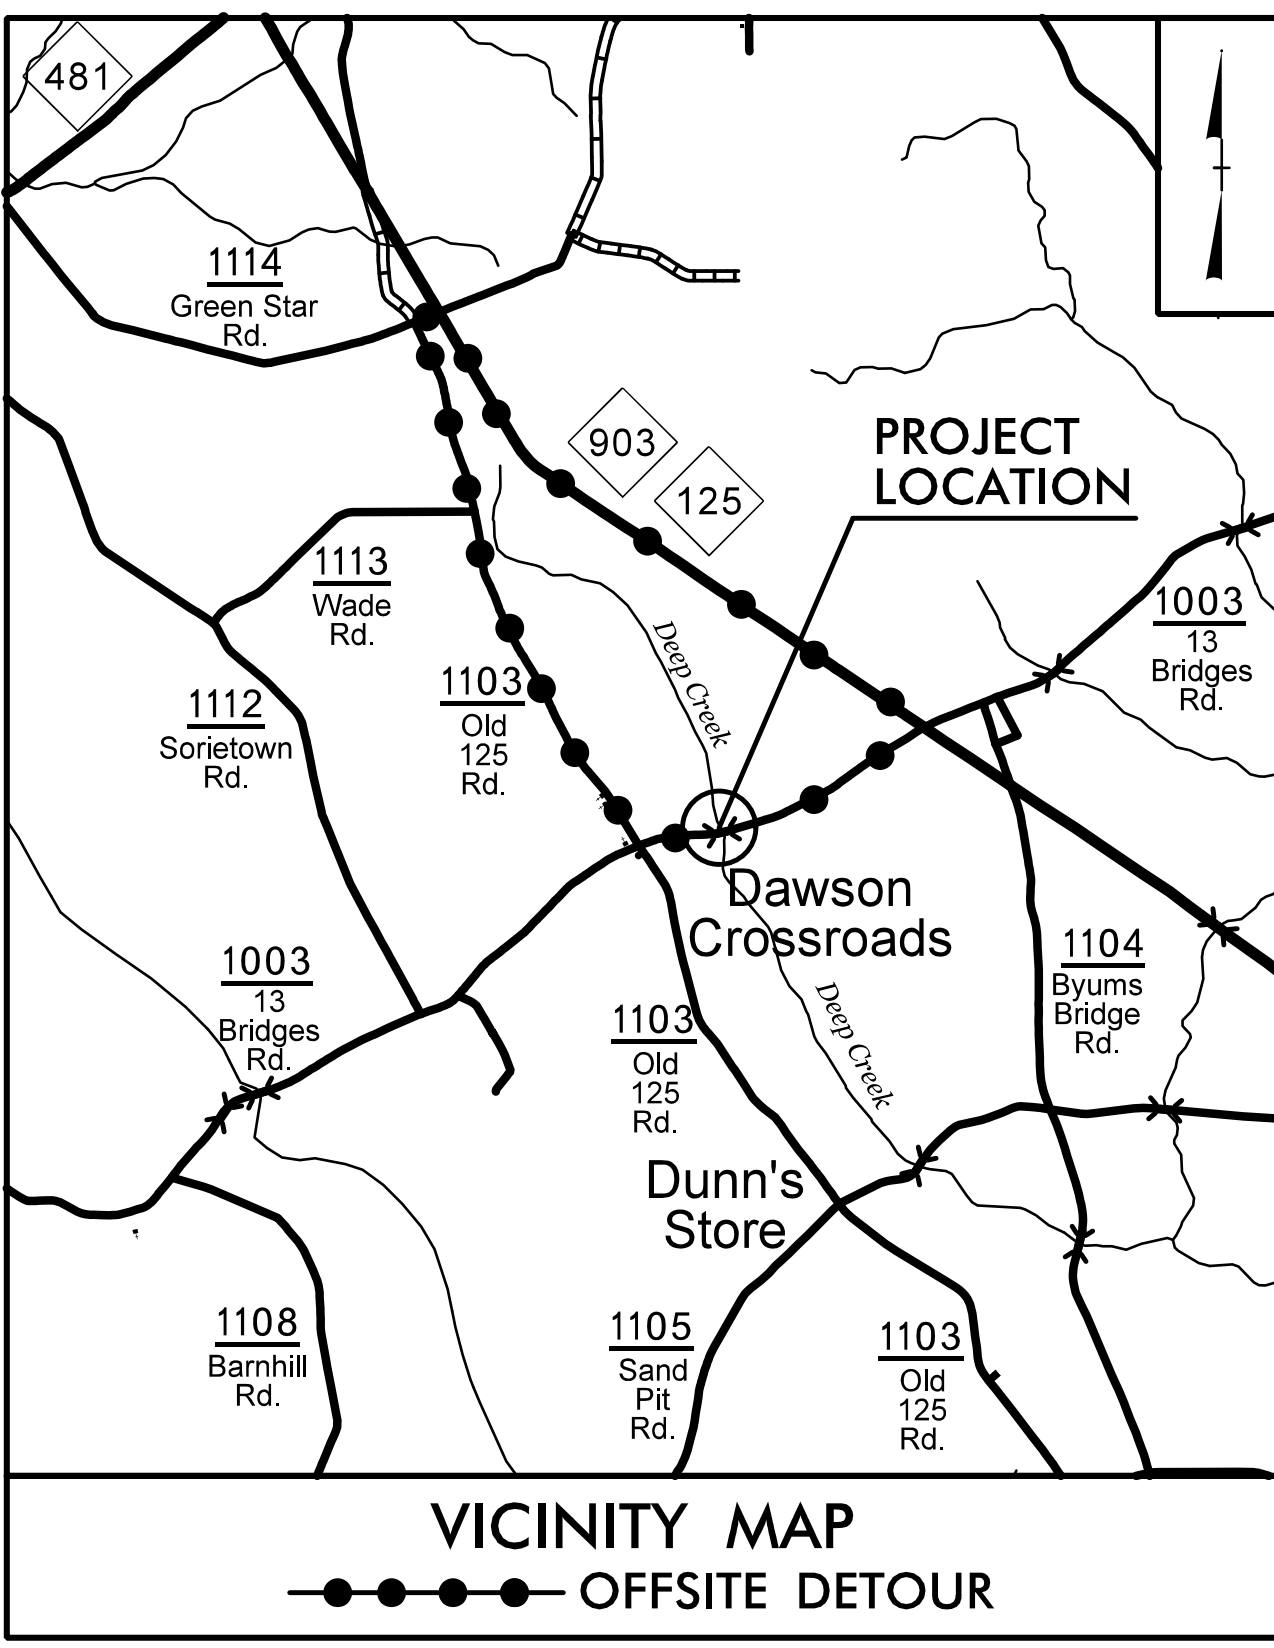 481
1114
Green Star
Rd.
903
125
PROJECT
LOCATION
1113
Wade
Rd.
1003
13
Bridges
Rd.
Deep Creek
1103
Old
125
Rd.
1112
Sorietown
Rd.
Dawson
Crossroads
1003
13
Bridges
Rd.
1104
Byums
Bridge
Rd.
1103
Old
125
Rd.
Deep Creek
Dunn's
Store
1108
Barnhill
Rd.
1105
Sand
Pit
Rd.
1103
Old
125
Rd.
VICINITY MAP
OFFSITE DETOUR